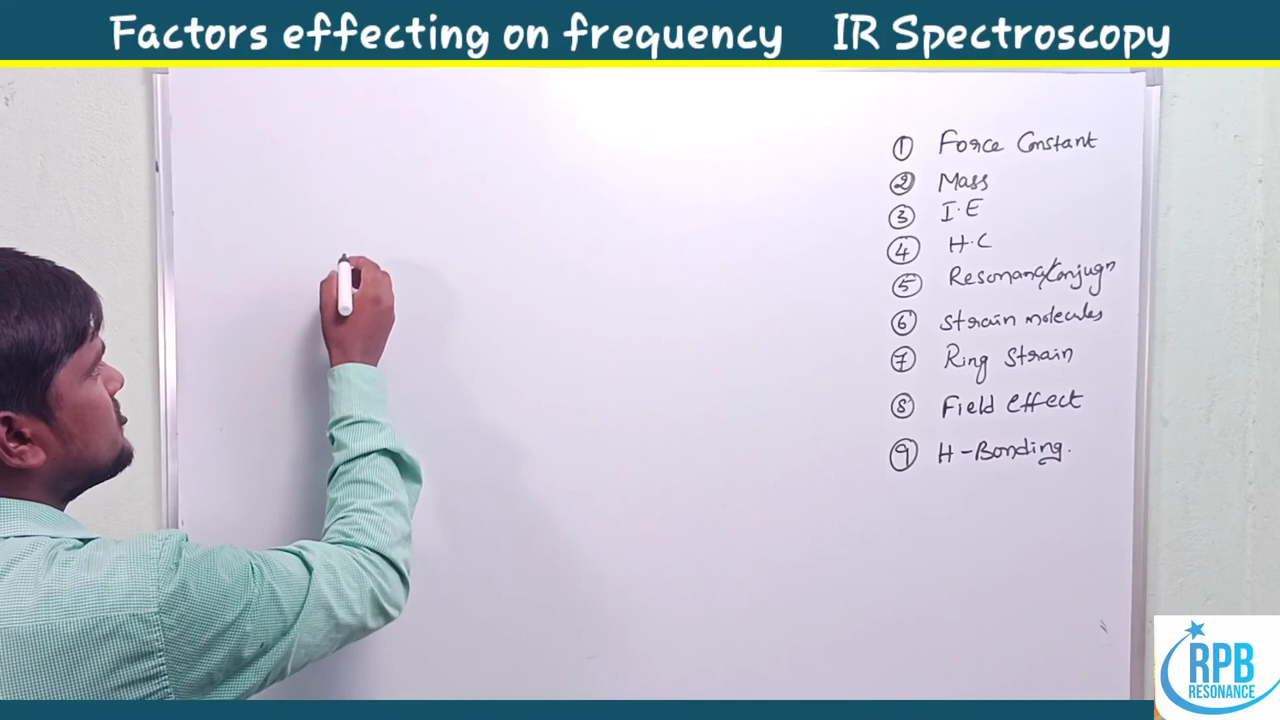 Factors effecting on frequency IR Spectroscopy
① Force Constant
② Mass
③ I.E
④ H.C
⑤ Resonang/Conjugn
⑥ Strain molecules
⑦ Ring Strain
⑧ Field effect
⑨ H-Bonding.
RPB
RESONANCE